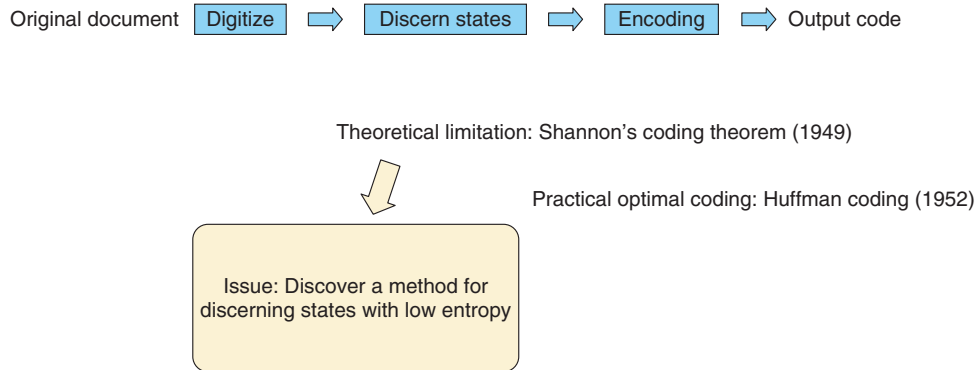 Original document Digitize Discern states Encoding Output code
Theoretical limitation: Shannon's coding theorem (1949)
Practical optimal coding: Huffman coding (1952)
Issue: Discover a method for
discerning states with low entropy